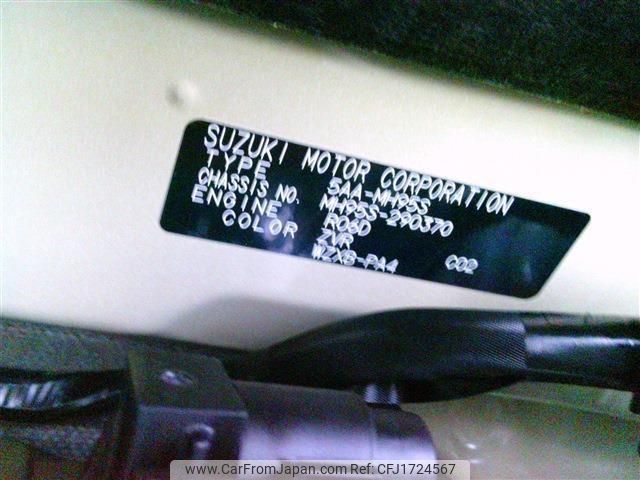 SUZUKI MOTOR CORPORATION
TYPE 5AA-MH95S
CHASSIS NO. MH95S-290370
ENGINE R06D
COLOR ZVR
WZXB-PA4 C02
www.CarFromJapan.com Ref:CFJ1724567